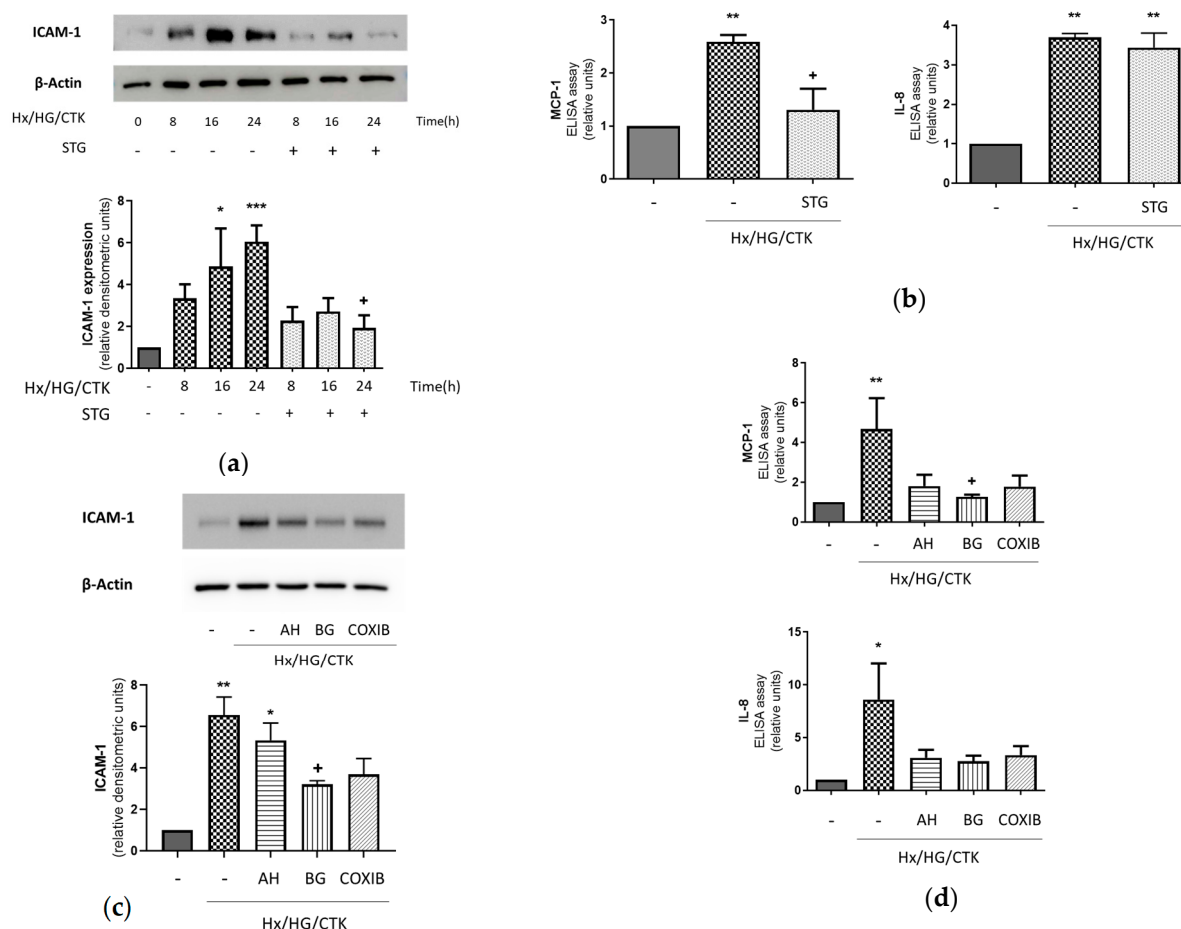 ICAM-1
β-Actin
Hx/HG/CTK 0 8 16 24 8 16 24 Time(h)
STG - - - - + + +
ICAM-1 expression
(relative densitometric units)
8
6
4
2
0
* *** +
Hx/HG/CTK - 8 16 24 8 16 24 Time(h)
STG - - - - + + +
(a)
MCP-1
ELISA assay
(relative units)
3
2
1
0
** +
- - STG
Hx/HG/CTK
IL-8
ELISA assay
(relative units)
4
3
2
1
0
** **
- - STG
Hx/HG/CTK
(b)
ICAM-1
β-Actin
- - AH BG COXIB
Hx/HG/CTK
ICAM-1
(relative densitometric units)
8
6
4
2
0
** * +
- - AH BG COXIB
Hx/HG/CTK
(c)
MCP-1
ELISA assay
(relative units)
8
6
4
2
0
** +
- - AH BG COXIB
Hx/HG/CTK
IL-8
ELISA assay
(relative units)
15
10
5
0
*
- - AH BG COXIB
Hx/HG/CTK
(d)